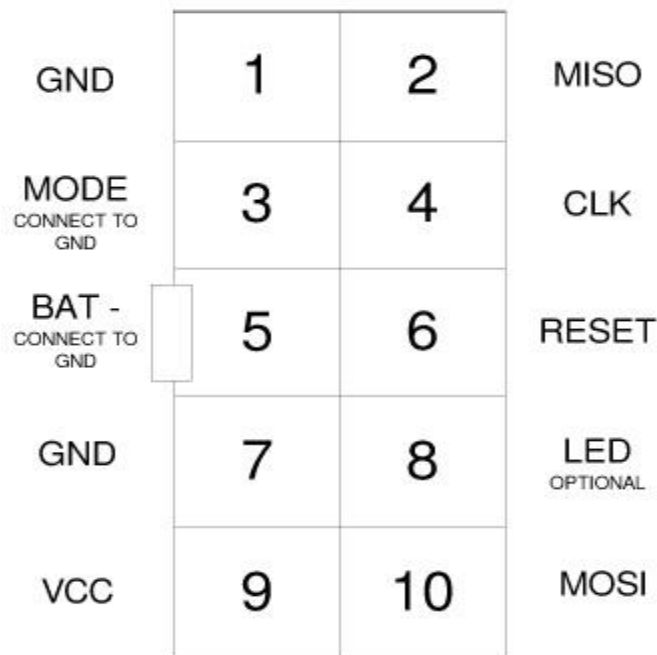 GND 1 2 MISO
MODE 3 4 CLK
CONNECT TO
GND
BAT - 5 6 RESET
CONNECT TO
GND
GND 7 8 LED
OPTIONAL
VCC 9 10 MOSI